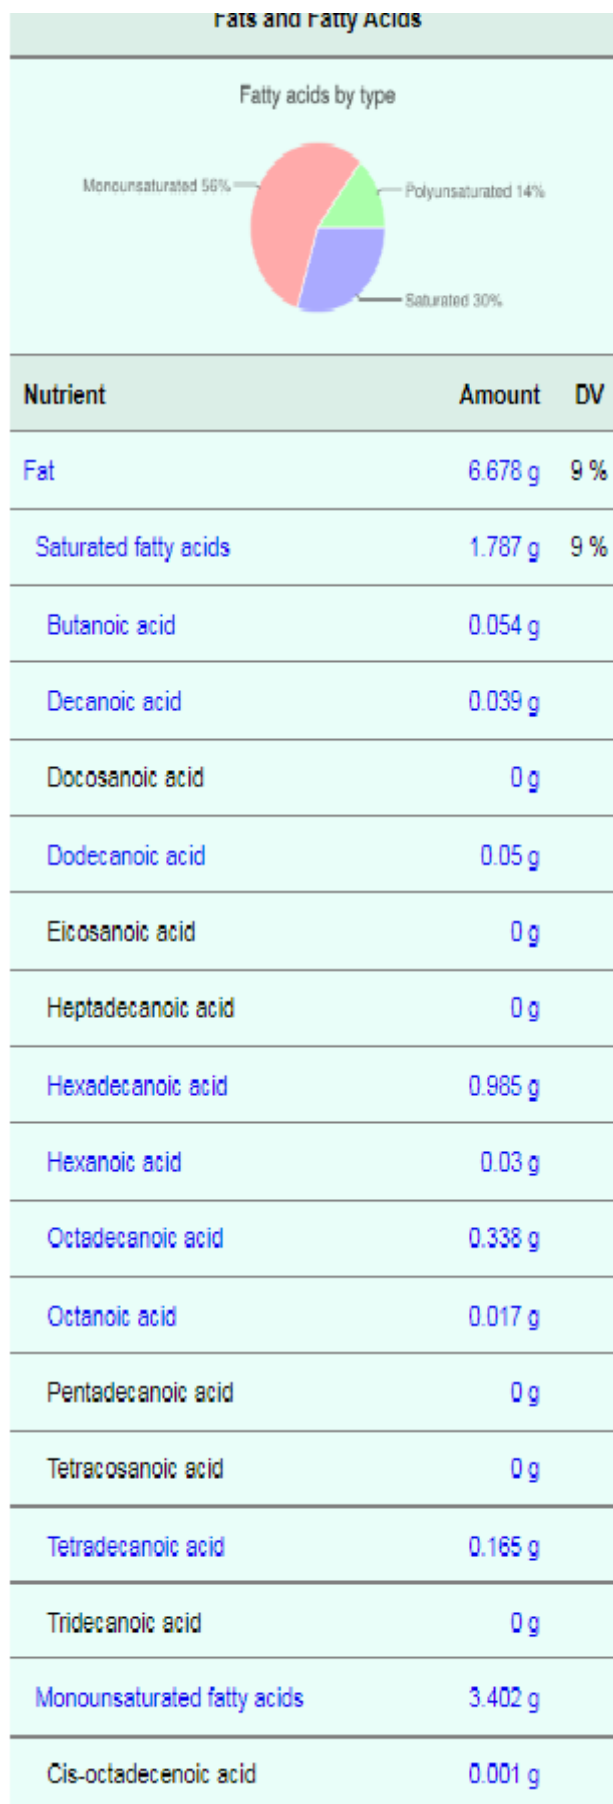 Fats and Fatty Acids
Fatty acids by type
Monounsaturated 56%
Polyunsaturated 14%
Saturated 30%
Nutrient Amount DV
Fat 6.678 g 9 %
Saturated fatty acids 1.787 g 9 %
Butanoic acid 0.054 g
Decanoic acid 0.039 g
Docosanoic acid 0 g
Dodecanoic acid 0.05 g
Eicosanoic acid 0 g
Heptadecanoic acid 0 g
Hexadecanoic acid 0.985 g
Hexanoic acid 0.03 g
Octadecanoic acid 0.338 g
Octanoic acid 0.017 g
Pentadecanoic acid 0 g
Tetracosanoic acid 0 g
Tetradecanoic acid 0.165 g
Tridecanoic acid 0 g
Monounsaturated fatty acids 3.402 g
Cis-octadecenoic acid 0.001 g